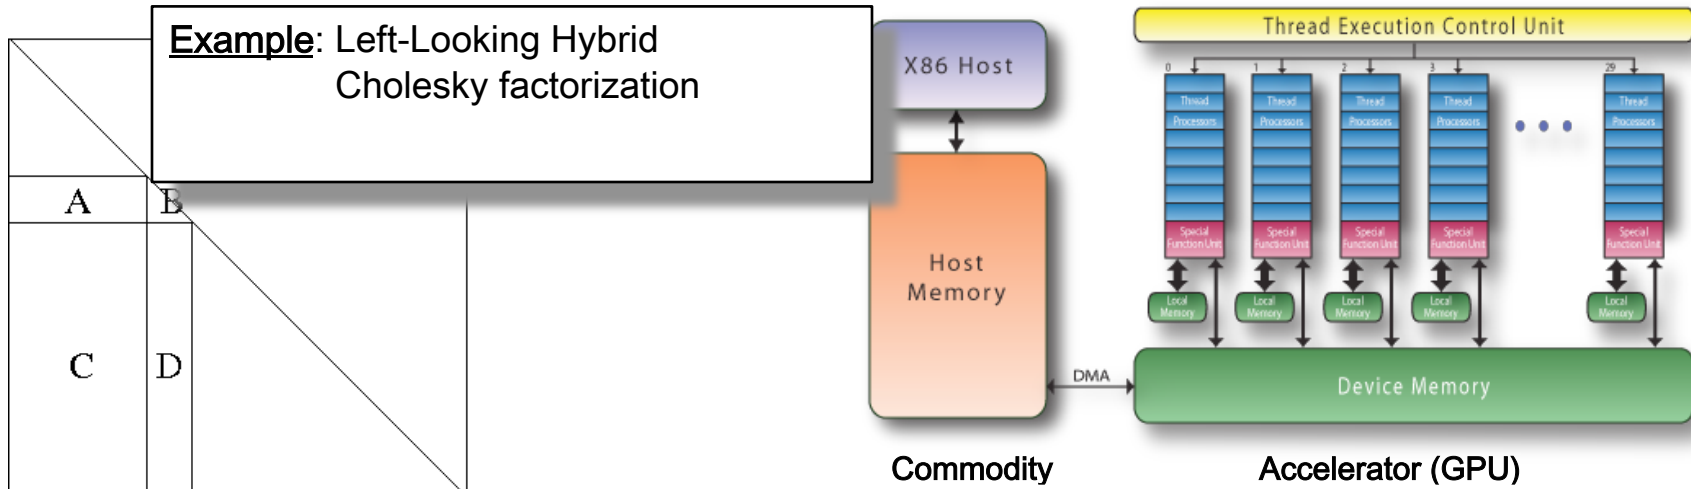 Example: Left-Looking Hybrid
Cholesky factorization
A
B
C
D
X86 Host
Host
Memory
DMA
Commodity
Thread Execution Control Unit
0
1
2
3
29
Thread
Processors
Thread
Processors
Thread
Processors
Thread
Processors
Thread
Processors
Special
Function Unit
Special
Function Unit
Special
Function Unit
Special
Function Unit
Special
Function Unit
Local
Memory
Local
Memory
Local
Memory
Local
Memory
Local
Memory
Device Memory
Accelerator (GPU)